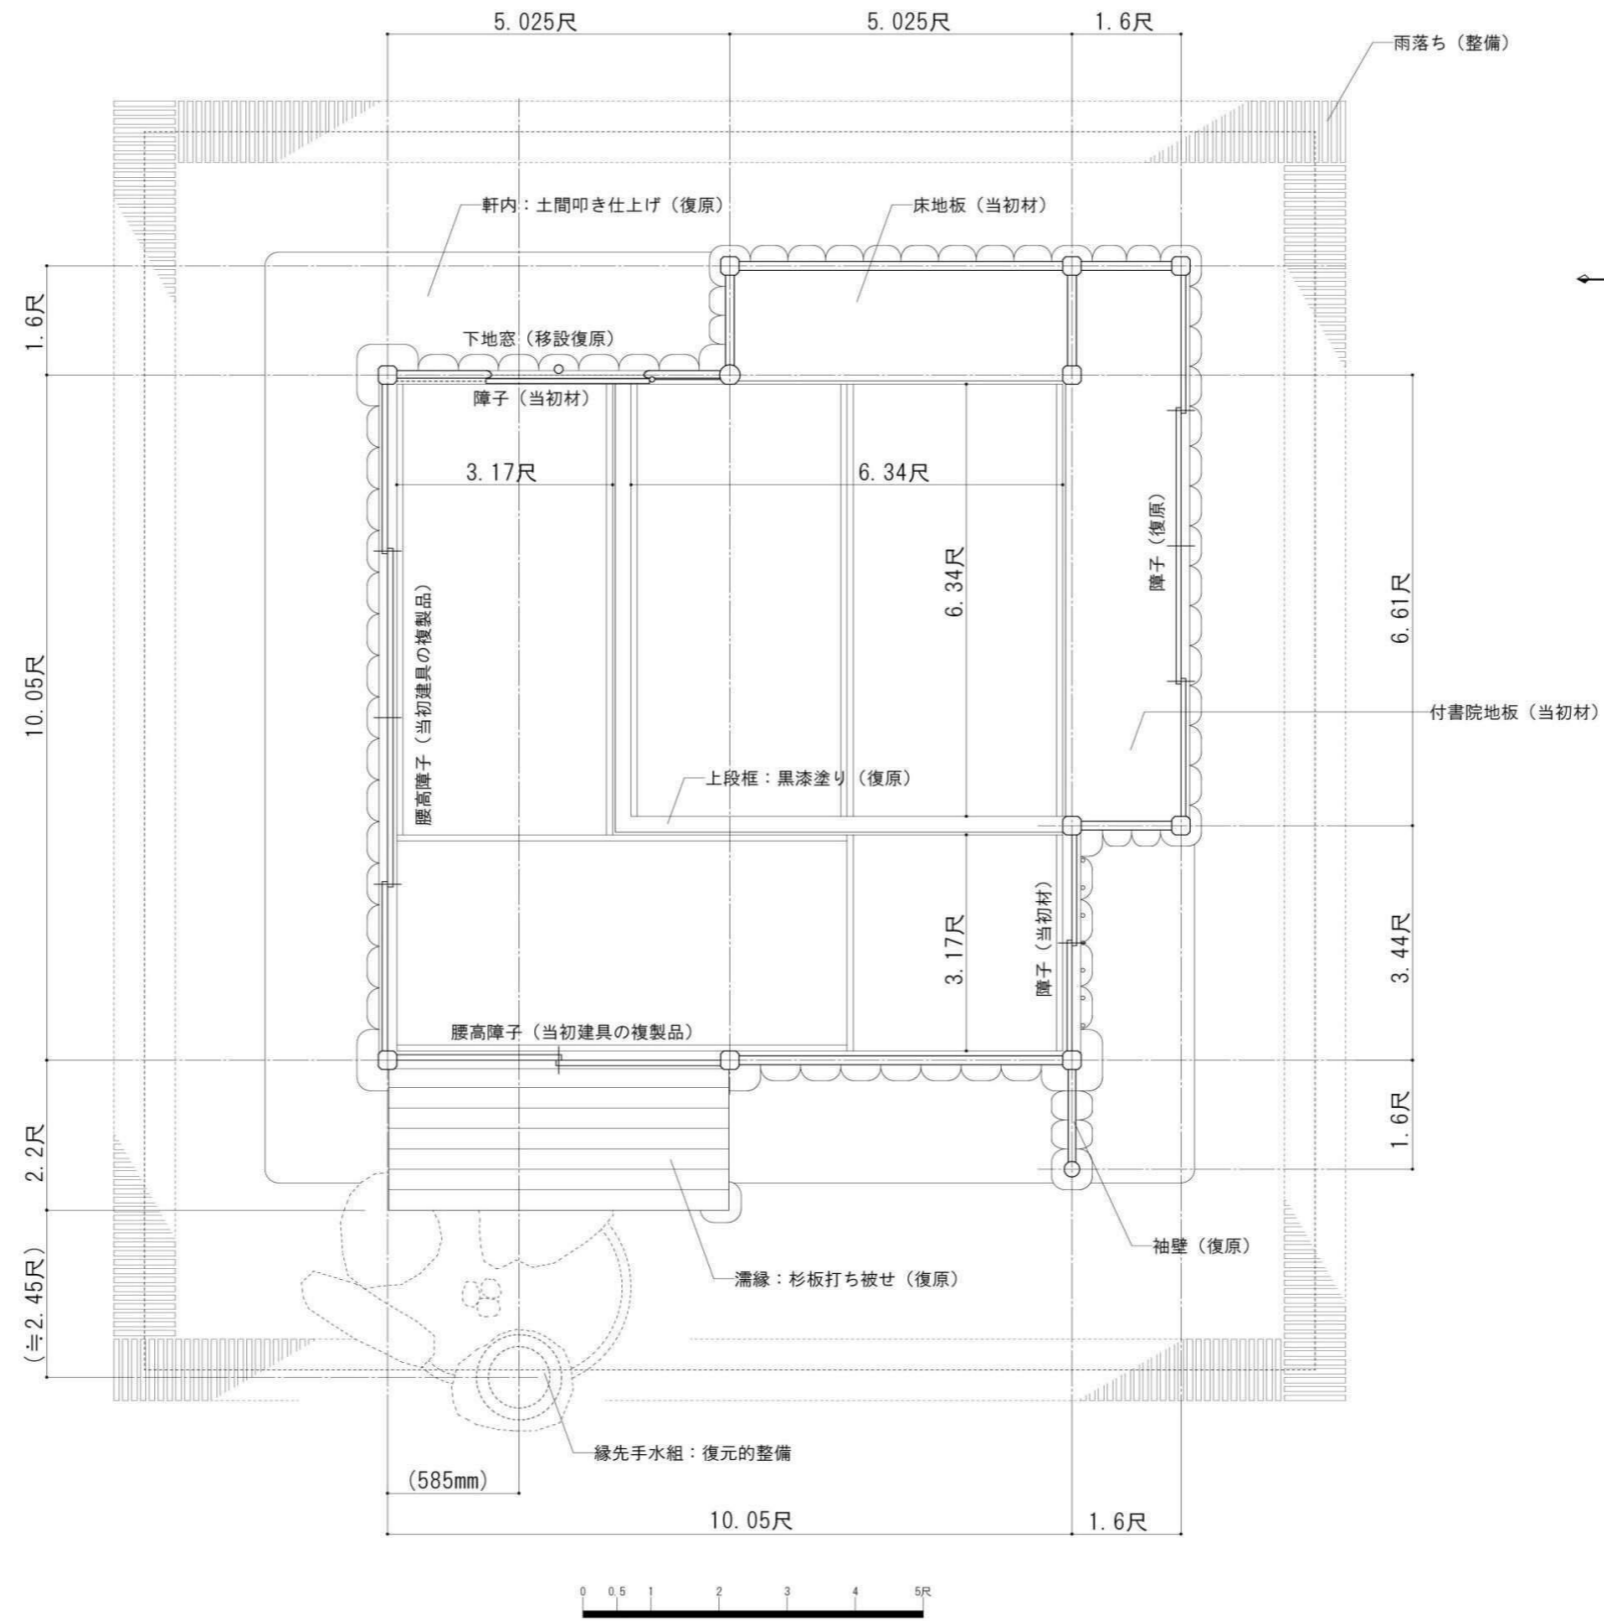 5.025尺
5.025尺
1.6尺
雨落ち（整備）
軒内：土間叩き仕上げ（復原）
床地板（当初材）
1.6尺
下地窓（移設復原）
障子（当初材）
3.17尺
6.34尺
障子（復原）
6.34尺
腰高障子（当初建具の複製品）
6.61尺
10.05尺
付書院地板（当初材）
上段框：黒漆塗り（復原）
障子（当初材）
3.17尺
3.44尺
腰高障子（当初建具の複製品）
1.6尺
2.2尺
袖壁（復原）
濡縁：杉板打ち被せ（復原）
（≒2.45尺）
縁先手水組：復元的整備
(585mm)
10.05尺
1.6尺
0 0.5 1 2 3 4 5尺